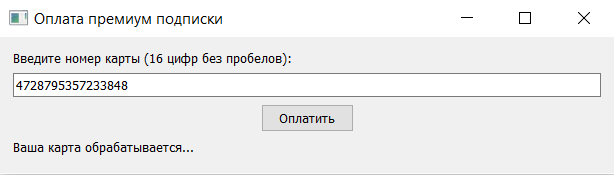 Оплата премиум подписки
Введите номер карты (16 цифр без пробелов):
4728795357233848
Оплатить
Ваша карта обрабатывается...